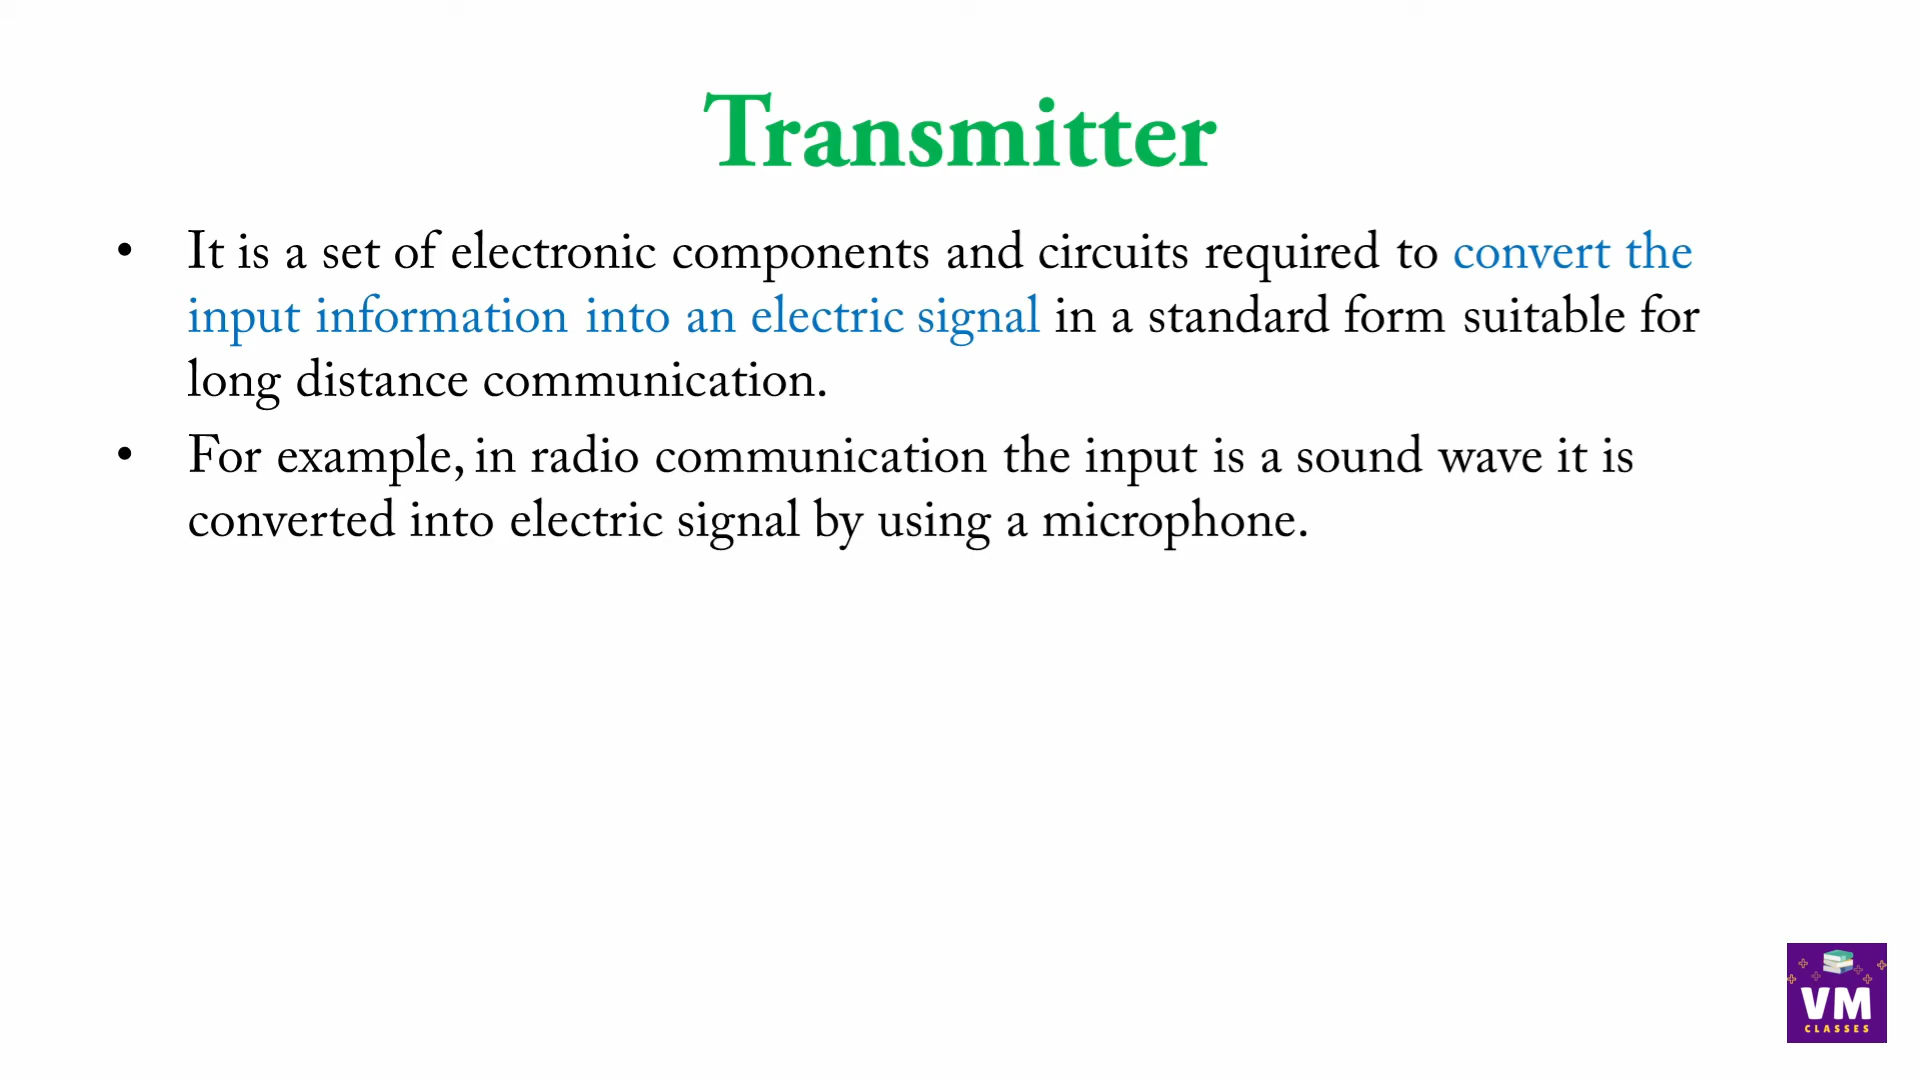 Transmitter
• It is a set of electronic components and circuits required to convert the
input information into an electric signal in a standard form suitable for
long distance communication.
• For example, in radio communication the input is a sound wave it is
converted into electric signal by using a microphone.
VM
CLASSES